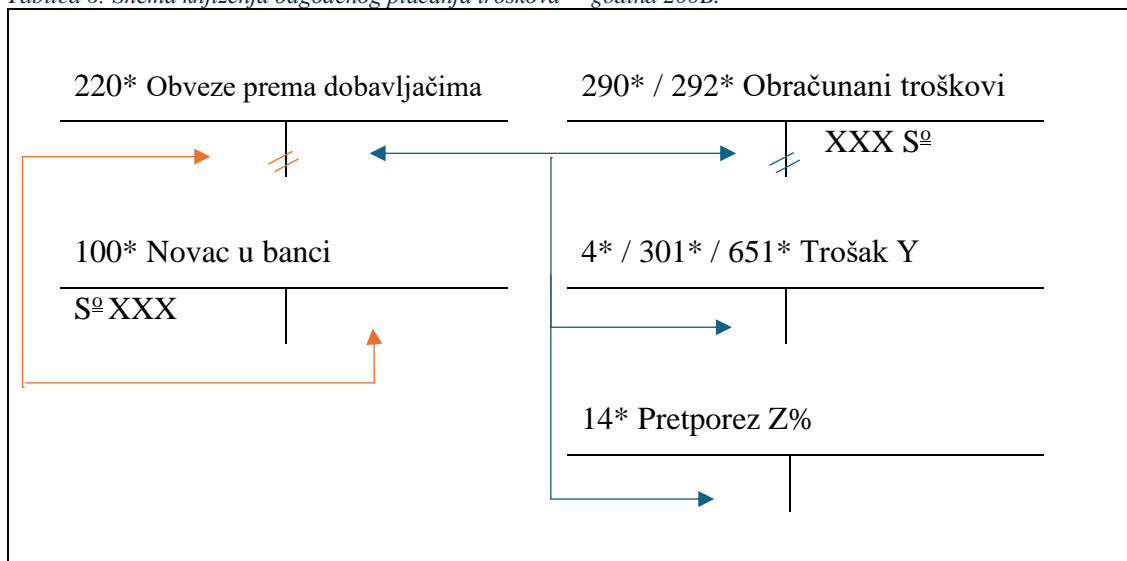 220* Obveze prema dobavljačima
290* / 292* Obračunani troškovi
XXX Sº
100* Novac u banci
4* / 301* / 651* Trošak Y
Sº XXX
14* Pretporez Z%